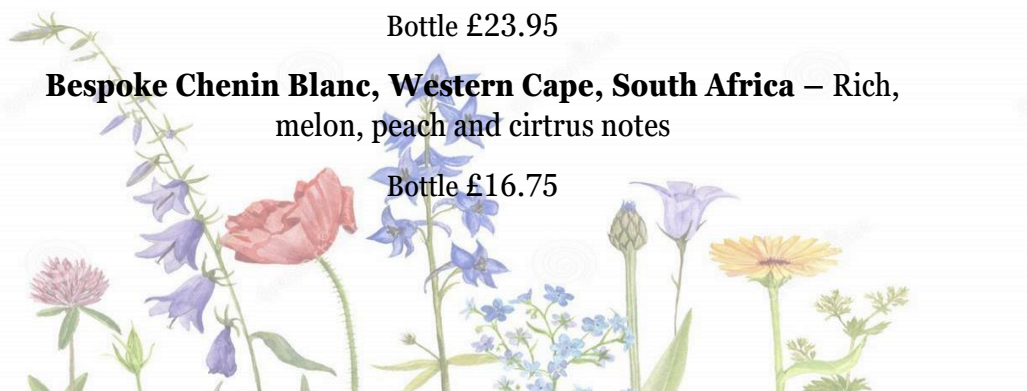 Bottle £23.95
Bespoke Chenin Blanc, Western Cape, South Africa – Rich,
melon, peach and cirtrus notes
Bottle £16.75